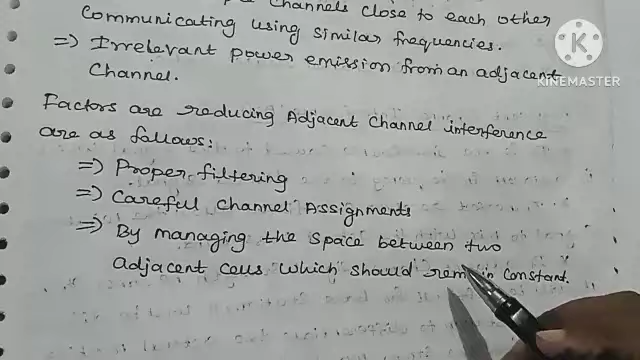 Channels close to each other
Communicating using similar frequencies.
=> Irrelevant power emission from an adjacent
Channel.
Factors are reducing Adjacent Channel interference
are as follows:
=> Proper filtering
=> Careful Channel Assignments
=> By managing the space between two
adjacent cells which should remain constant.
KINEMASTER